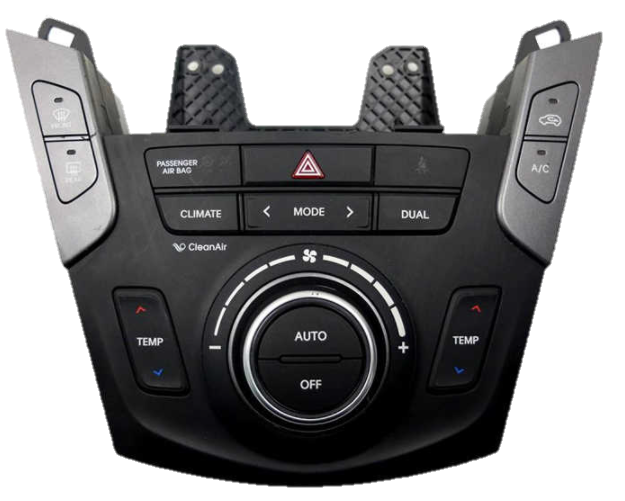 PASSENGER
AIR BAG
CLIMATE
< MODE >
DUAL
CleanAir
A/C
TEMP
AUTO
OFF
TEMP
− +